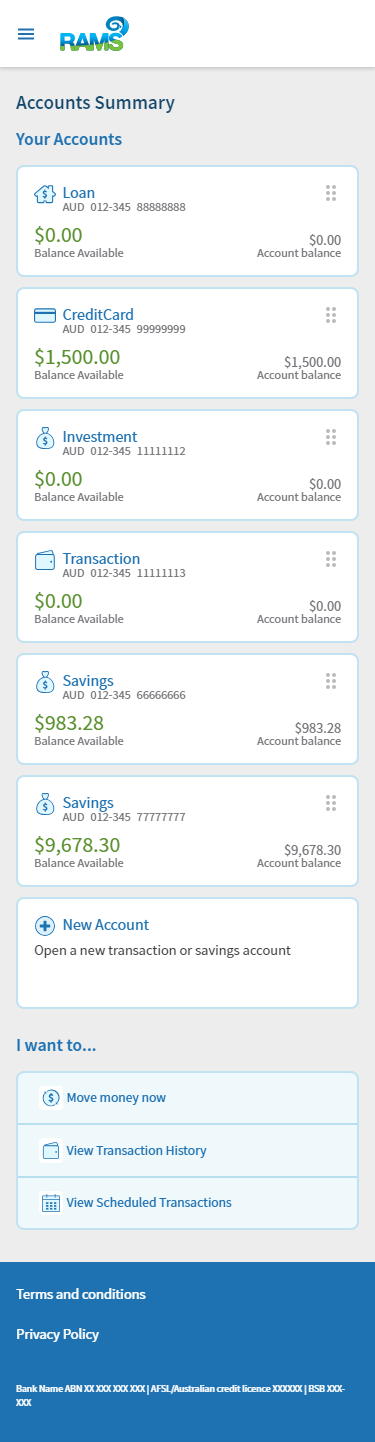 RAMS
Accounts Summary
Your Accounts
Loan
AUD 012-345 88888888
$0.00
$0.00
Balance Available
Account balance
CreditCard
AUD 012-345 99999999
$1,500.00
$1,500.00
Balance Available
Account balance
Investment
AUD 012-345 11111112
$0.00
$0.00
Balance Available
Account balance
Transaction
AUD 012-345 11111113
$0.00
$0.00
Balance Available
Account balance
Savings
AUD 012-345 66666666
$983.28
$983.28
Balance Available
Account balance
Savings
AUD 012-345 77777777
$9,678.30
$9,678.30
Balance Available
Account balance
New Account
Open a new transaction or savings account
I want to...
Move money now
View Transaction History
View Scheduled Transactions
Terms and conditions
Privacy Policy
Bank Name ABN XX XXX XXX XXX | AFSL/Australian credit licence XXXXXX | BSB XXX-
XXX